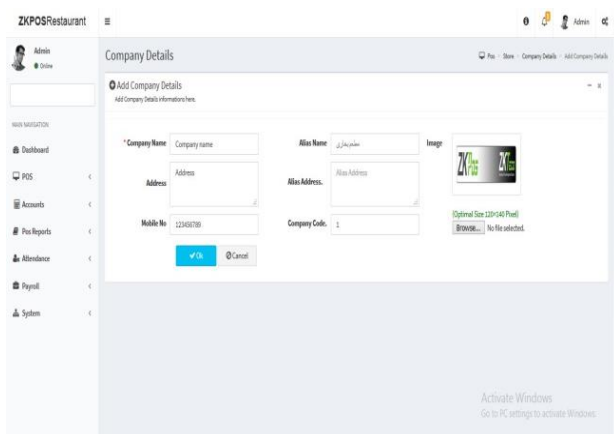 ZKPOSRestaurant
Admin
Admin
Online
Company Details
Pos - Store - Company Details - Add Company Details
Add Company Details
Add Company Details informations here.
MAIN NAVIGATION
Dashboard
POS
Accounts
Pos Reports
Attendance
Payroll
System
* Company Name
Company name
Alias Name
Image
ZKPos
Address
Address
Alias Address.
Alias Address
Mobile No
123456789
Company Code.
1
(Optimal Size 120×140 Pixel)
Browse... No file selected.
Ok
Cancel
Activate Windows
Go to PC settings to activate Windows.